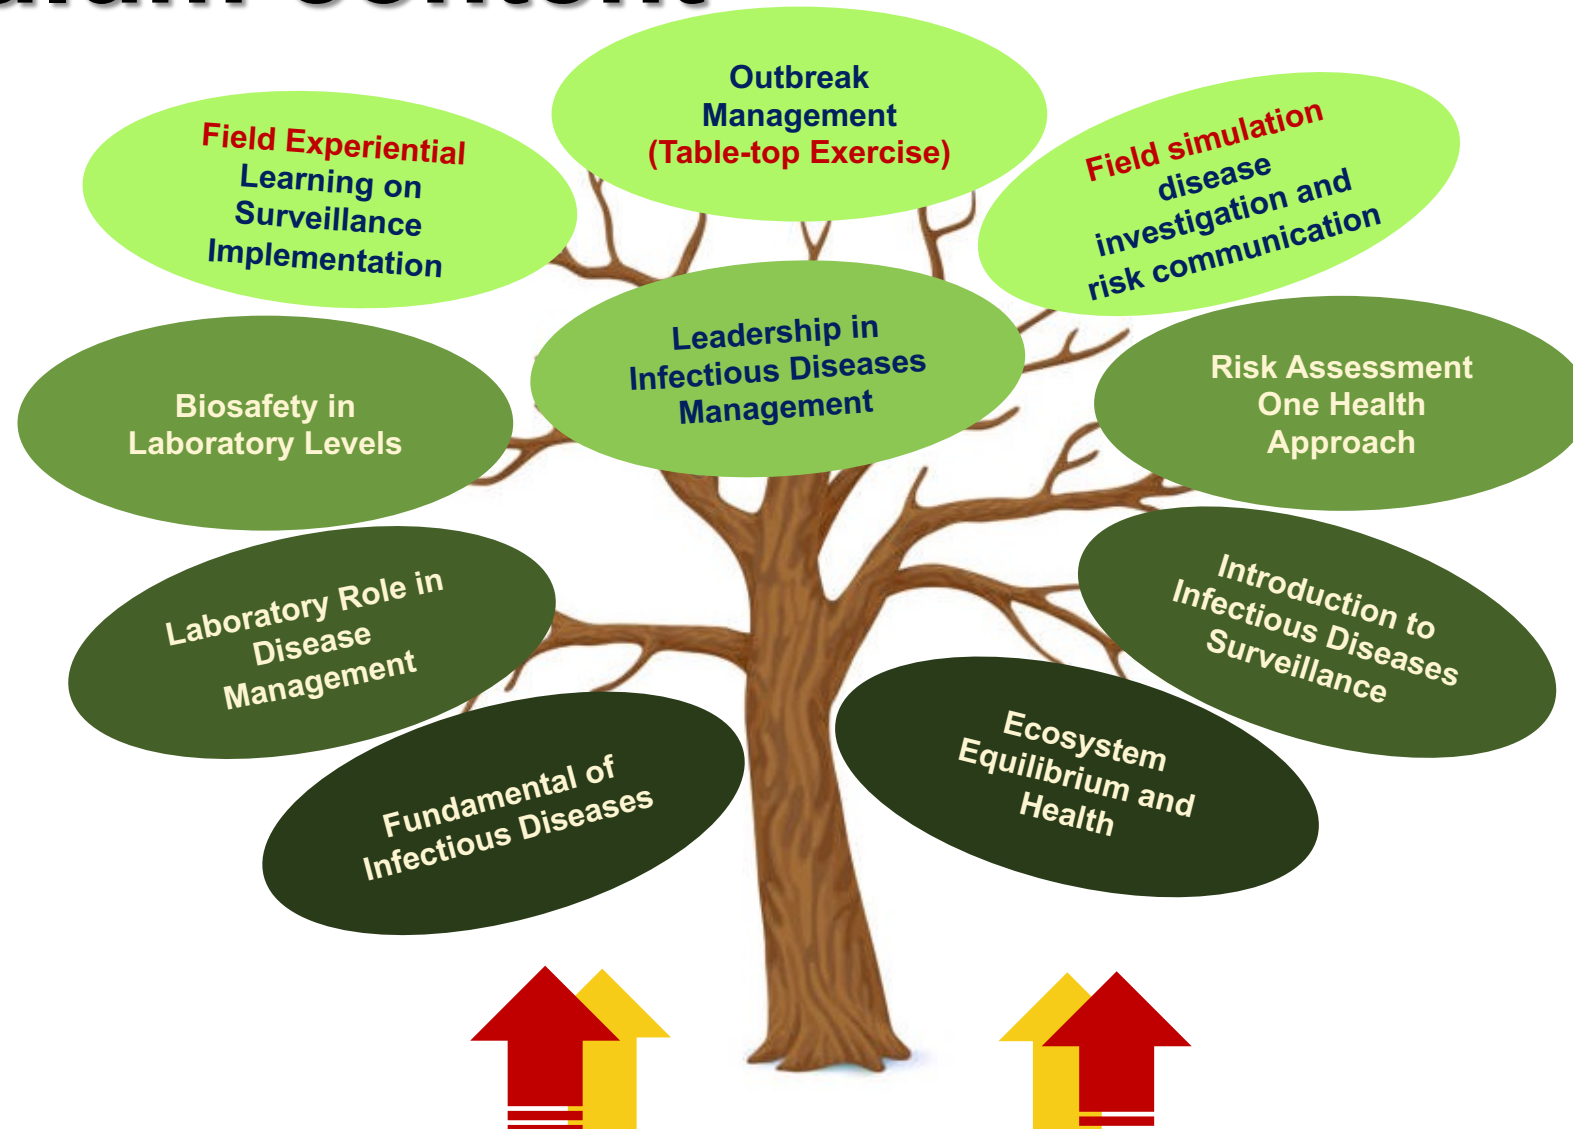 content
Outbreak
Management
(Table-top Exercise)
Field Experiential
Learning on
Surveillance
Implementation
Field simulation
disease
investigation and
risk communication
Leadership in
Infectious Diseases
Management
Biosafety in
Laboratory Levels
Risk Assessment
One Health
Approach
Laboratory Role in
Disease
Management
Introduction to
Infectious Diseases
Surveillance
Fundamental of
Infectious Diseases
Ecosystem
Equilibrium and
Health